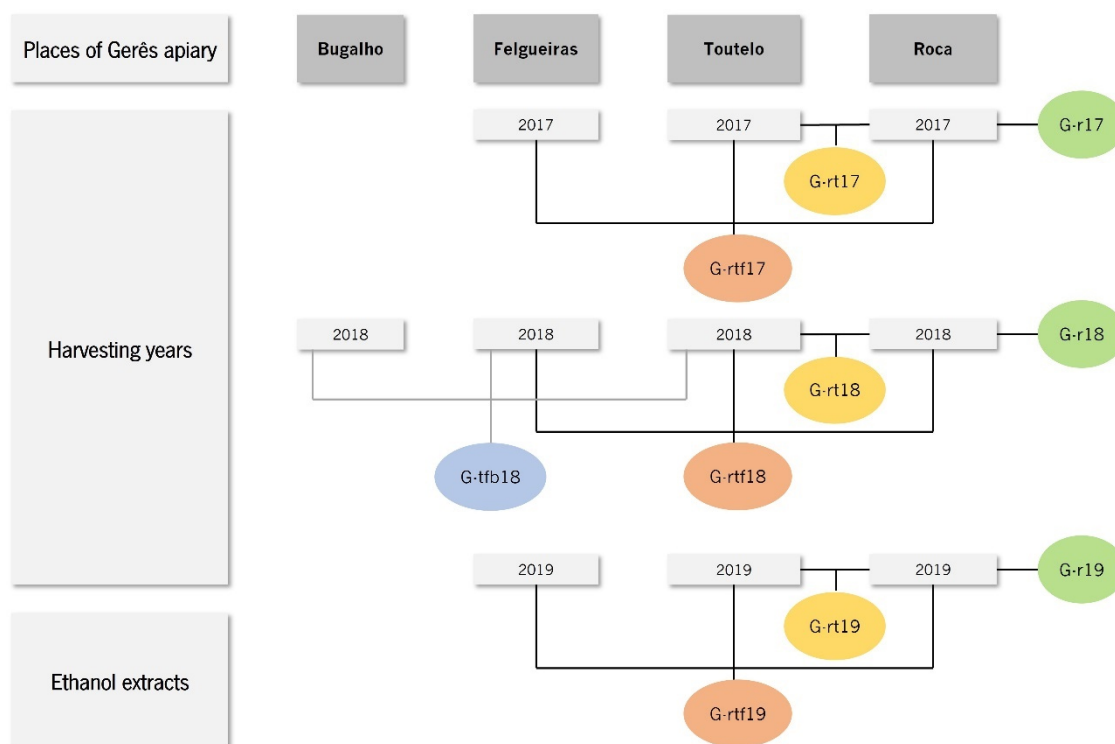 Places of Gerês apiary
Bugalho
Felgueiras
Toutelo
Roca
2017
2017
2017
G-r17
G-rt17
G-rtf17
Harvesting years
2018
2018
2018
2018
G-r18
G-rt18
G-tfb18
G-rtf18
2019
2019
2019
G-r19
G-rt19
Ethanol extracts
G-rtf19